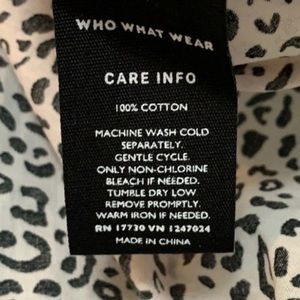 WHO WHAT WEAR
CARE INFO
100% COTTON
MACHINE WASH COLD
SEPARATELY.
GENTLE CYCLE.
ONLY NON-CHLORINE
BLEACH IF NEEDED.
TUMBLE DRY LOW.
REMOVE PROMPTLY.
WARM IRON IF NEEDED.
RN 17730 VN 1247024
MADE IN CHINA